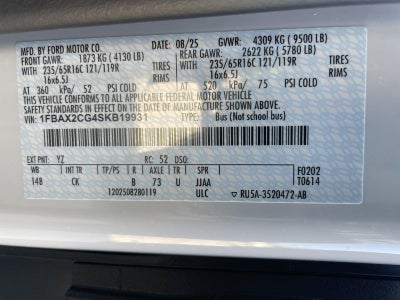 MFD. BY FORD MOTOR CO. 08/25 GVWR: 4309 KG (9500 LB)
FRONT GAWR: 1873 KG (4130 LB) REAR GAWR: 2622 KG (5780 LB)
WITH WITH
235/65R16C 121/119R TIRES 235/65R16C 121/119R TIRES
16x6.5J RIMS 16x6.5J RIMS
AT 360 kPa/ 52 PSI COLD AT 520 kPa/ 75 PSI COLD
THIS VEHICLE CONFORMS TO ALL APPLICABLE FEDERAL MOTOR VEHICLE
SAFETY STANDARDS IN EFFECT ON THE DATE OF MANUFACTURE SHOWN ABOVE.
VIN: 1FBAX2CG4SKB19931 TYPE: Bus (Not school bus)
EXT PNT: YZ RC: 52 DSO: F0202
WB INT TR TP/PS R AXLE TR SPR T0614
148 CK B 73 U JJAA
1202508280119 ULC RUSA-3520472-AB